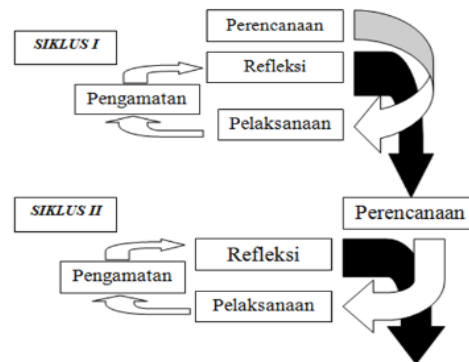 SIKLUS I
Perencanaan
Refleksi
Pengamatan
Pelaksanaan
SIKLUS II
Perencanaan
Refleksi
Pengamatan
Pelaksanaan